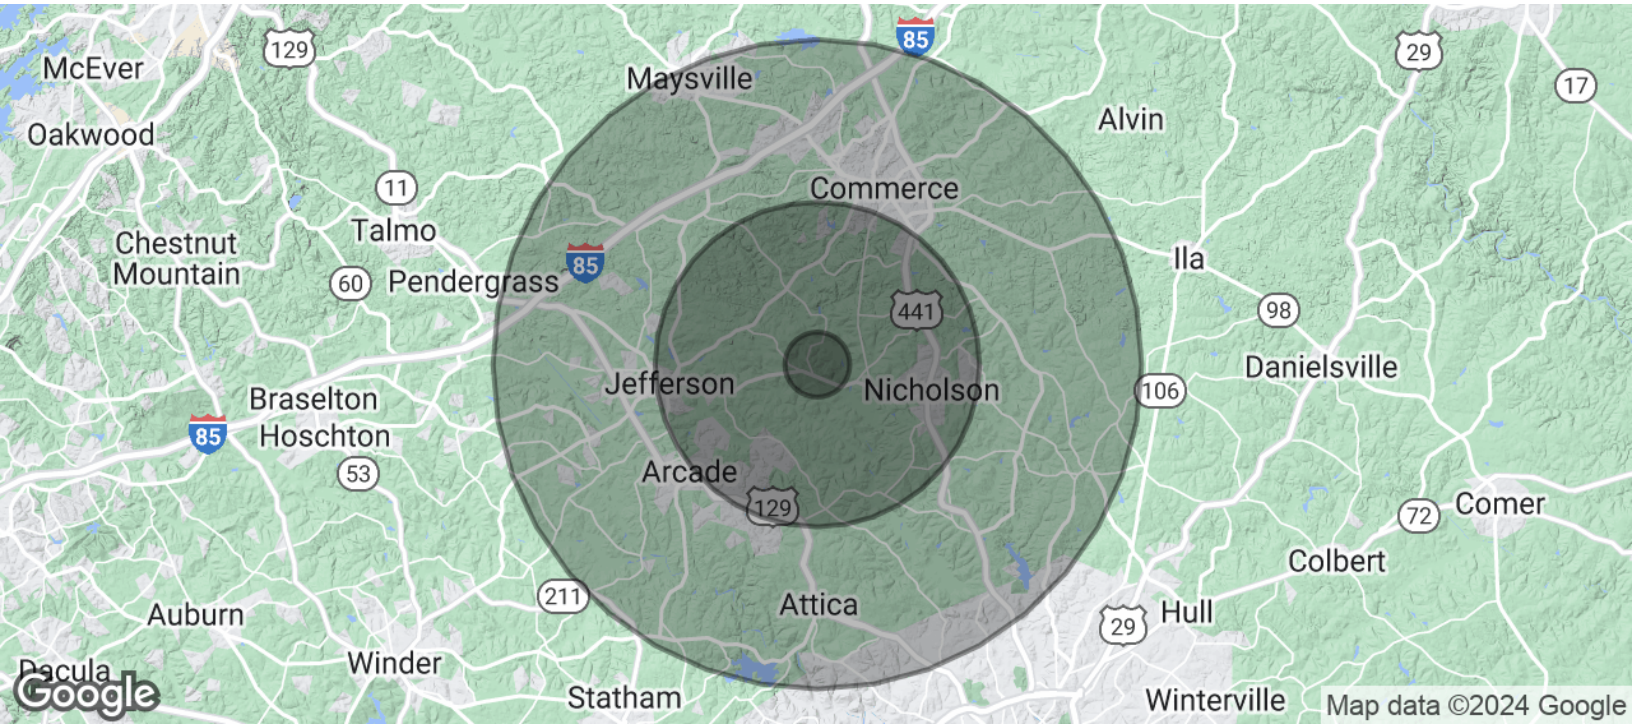 129
85
29
McEver
Maysville
17
Oakwood
Alvin
11
Commerce
Talmo
Chestnut
Mountain
Ila
85
60
Pendergrass
441
98
Jefferson
Nicholson
Danielsville
106
Braselton
85
Hoschton
53
Arcade
129
Comer
72
Colbert
211
Auburn
Attica
Hull
29
Winder
Dacula
Google
Statham
Winterville
Map data ©2024 Google